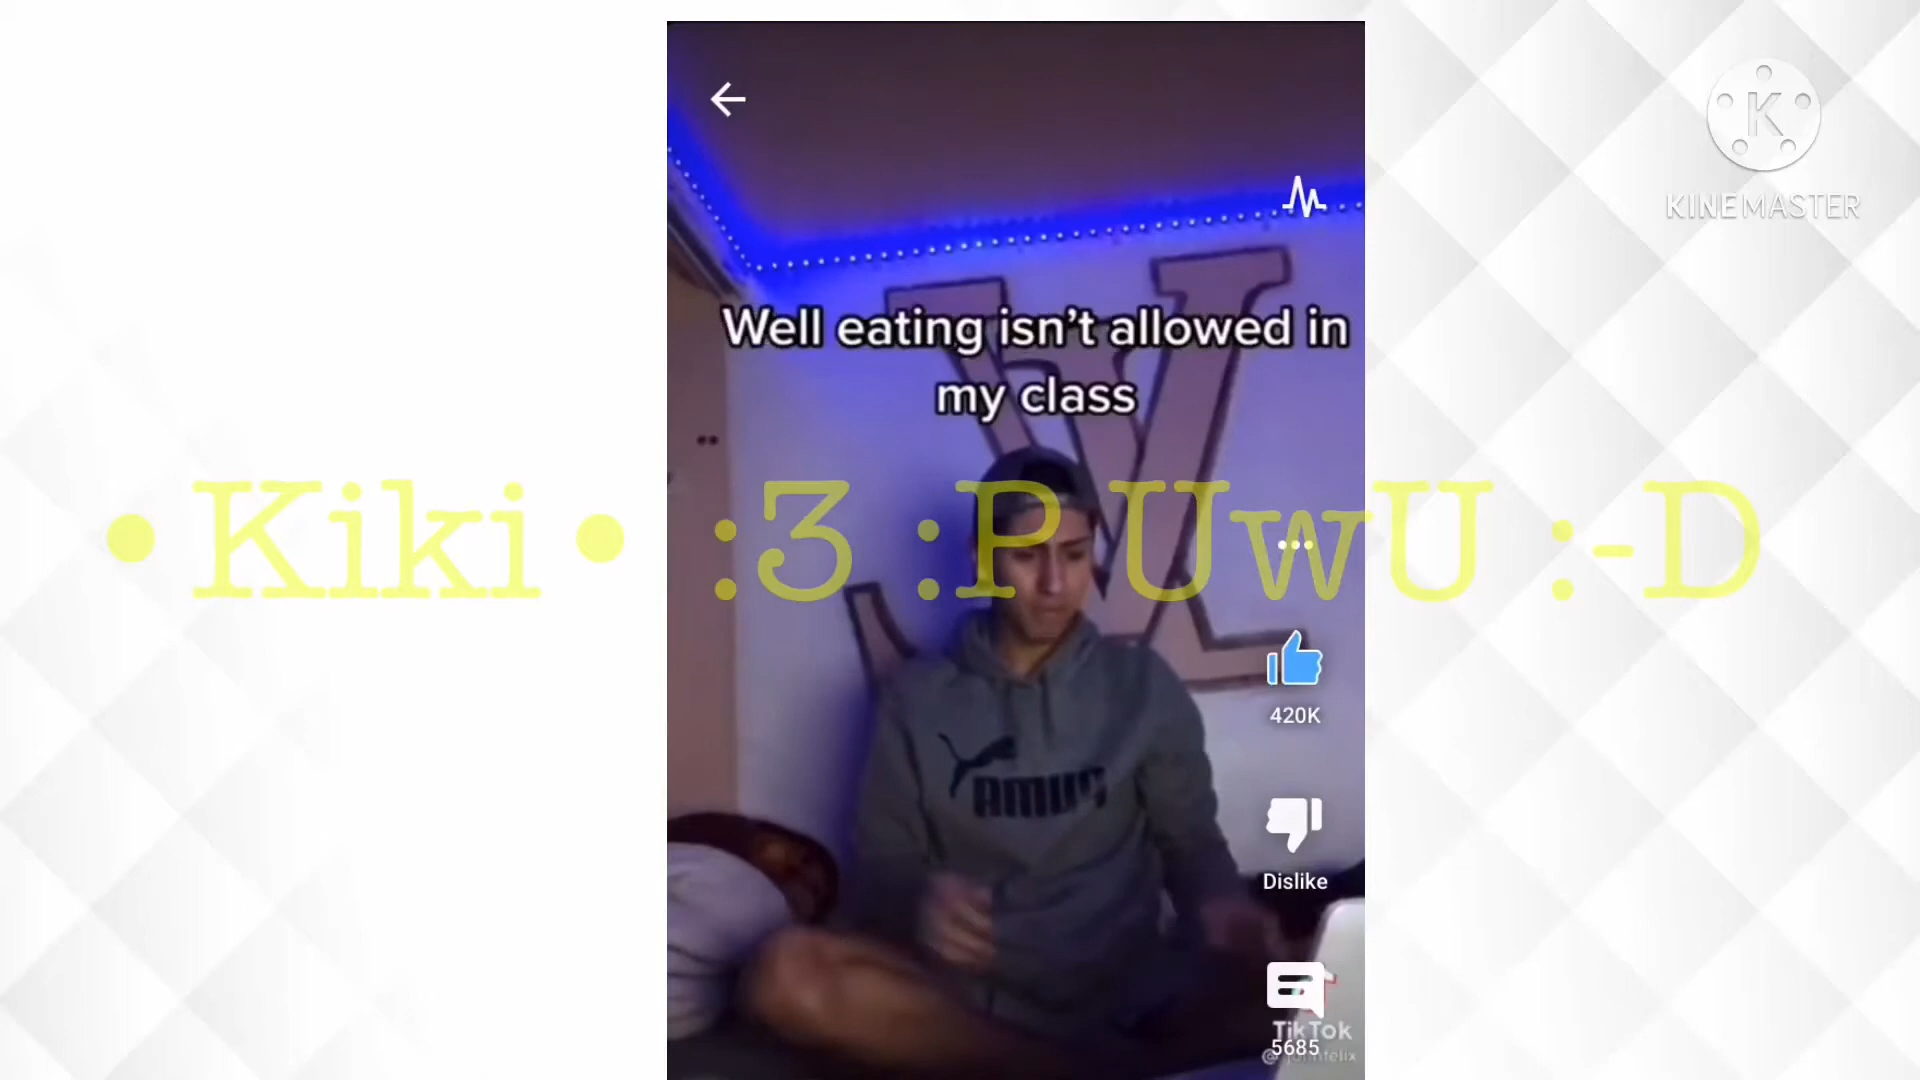 KINEMASTER
Well eating isn't allowed in
my class
• Kiki • :3 :P UwU :-D
420K
Dislike
TikTok
5685